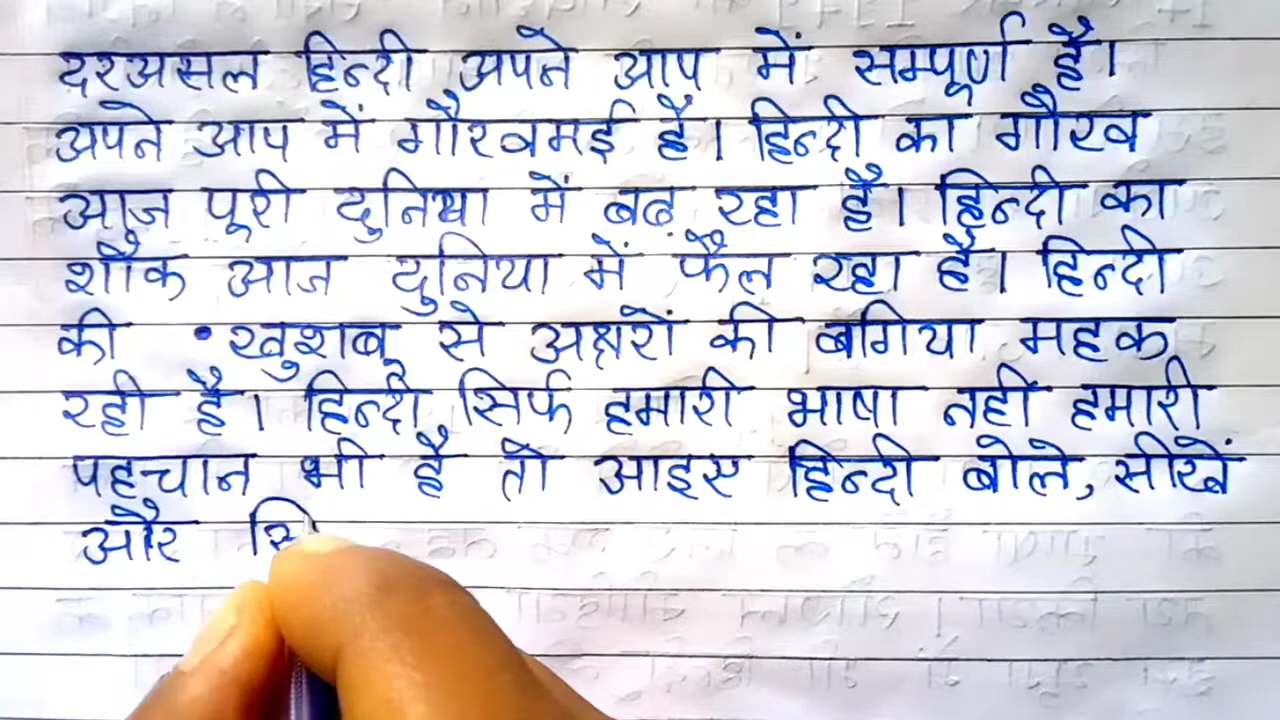 दरअसल हिन्दी अपने आप में सम्पूर्ण है।
अपने आप में गौरवमई है। हिन्दी का गौरव
आज पूरी दुनिया में बढ रहा है। हिन्दी का
शौक आज दुनिया में फैल रहा है। हिन्दी
की खुशबू से अक्षरों की बगिया महक
रही है। हिन्दी सिर्फ हमारी भाषा नही हमारी
पहचान भी है तो आइए हिन्दी बोले, सीखें
और